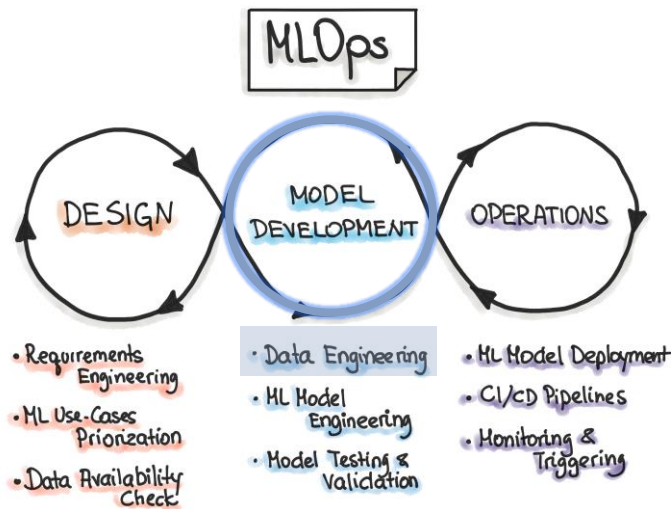 MLOps
DESIGN
MODEL
DEVELOPMENT
OPERATIONS
• Requirements
Engineering
• ML Use-Cases
Priorization
• Data Availability
Check
• Data Engineering
• ML Model
Engineering
• Model Testing &
Validation
• ML Model Deployment
• CI/CD Pipelines
• Monitoring &
Triggering